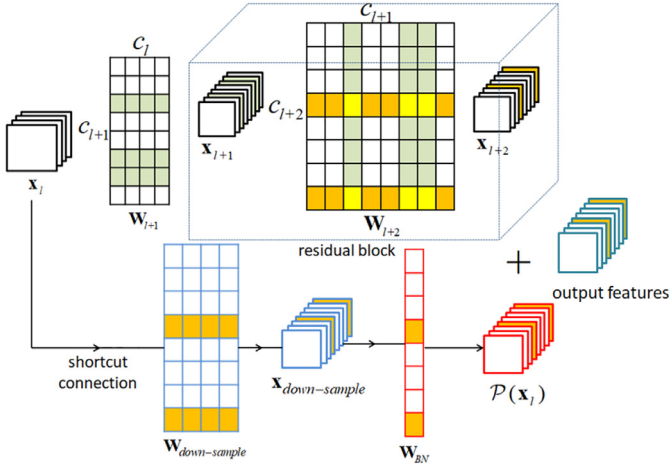 C_l
C_{l+1}
C_{l+1}
C_{l+2}
x_l
W_{l+1}
x_{l+1}
W_{l+2}
x_{l+2}
residual block
+
output features
shortcut
connection
W_{down-sample}
x_{down-sample}
W_{BN}
P(x_l)